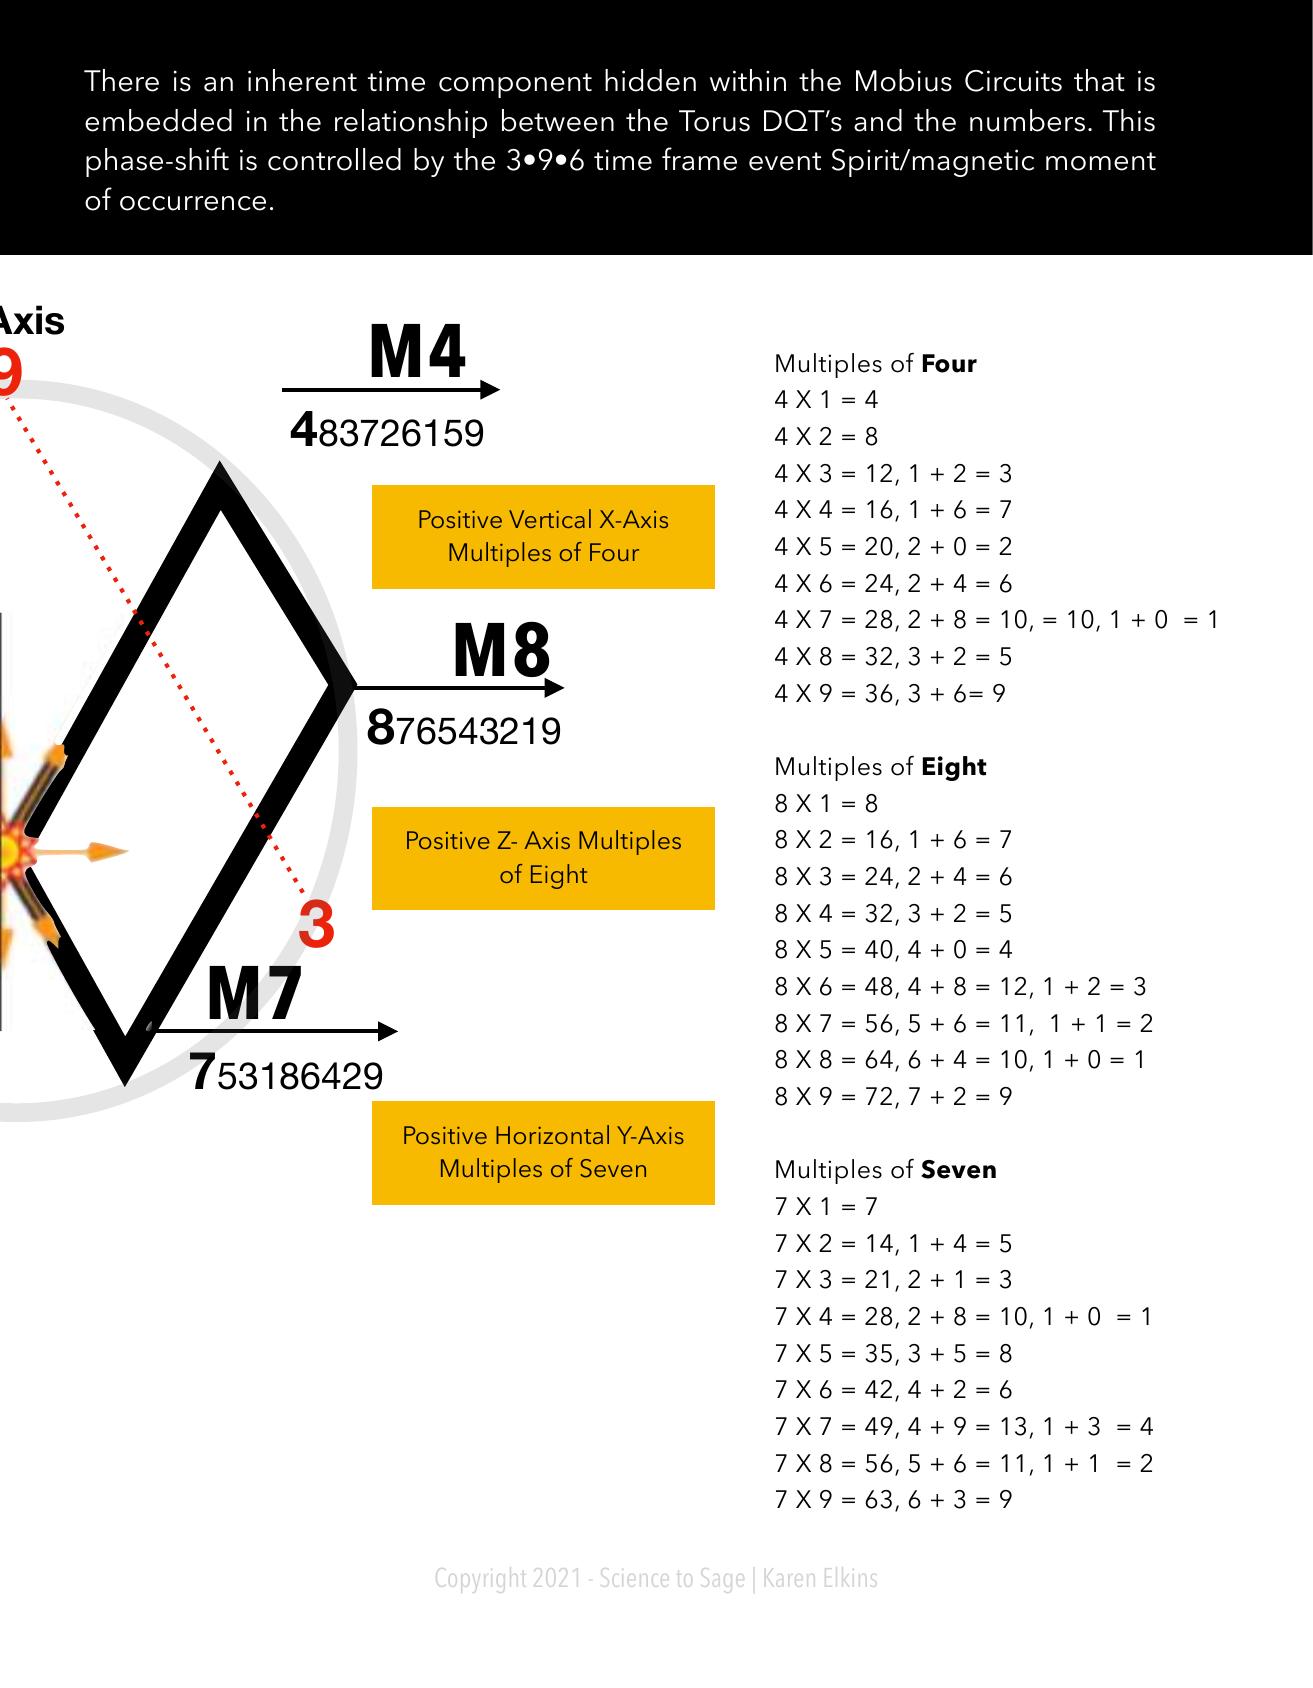 There is an inherent time component hidden within the Mobius Circuits that is
embedded in the relationship between the Torus DQT’s and the numbers. This
phase-shift is controlled by the 3•9•6 time frame event Spirit/magnetic moment
of occurrence.
Axis
9
M4
483726159
Positive Vertical X-Axis
Multiples of Four
M8
876543219
Positive Z- Axis Multiples
of Eight
3
M7
753186429
Positive Horizontal Y-Axis
Multiples of Seven
Multiples of Four
4 X 1 = 4
4 X 2 = 8
4 X 3 = 12, 1 + 2 = 3
4 X 4 = 16, 1 + 6 = 7
4 X 5 = 20, 2 + 0 = 2
4 X 6 = 24, 2 + 4 = 6
4 X 7 = 28, 2 + 8 = 10, = 10, 1 + 0  = 1
4 X 8 = 32, 3 + 2 = 5
4 X 9 = 36, 3 + 6= 9
Multiples of Eight
8 X 1 = 8
8 X 2 = 16, 1 + 6 = 7
8 X 3 = 24, 2 + 4 = 6
8 X 4 = 32, 3 + 2 = 5
8 X 5 = 40, 4 + 0 = 4
8 X 6 = 48, 4 + 8 = 12, 1 + 2 = 3
8 X 7 = 56, 5 + 6 = 11,  1 + 1 = 2
8 X 8 = 64, 6 + 4 = 10, 1 + 0 = 1
8 X 9 = 72, 7 + 2 = 9
Multiples of Seven
7 X 1 = 7
7 X 2 = 14, 1 + 4 = 5
7 X 3 = 21, 2 + 1 = 3
7 X 4 = 28, 2 + 8 = 10, 1 + 0  = 1
7 X 5 = 35, 3 + 5 = 8
7 X 6 = 42, 4 + 2 = 6
7 X 7 = 49, 4 + 9 = 13, 1 + 3  = 4
7 X 8 = 56, 5 + 6 = 11, 1 + 1  = 2
7 X 9 = 63, 6 + 3 = 9
Copyright 2021 - Science to Sage | Karen Elkins